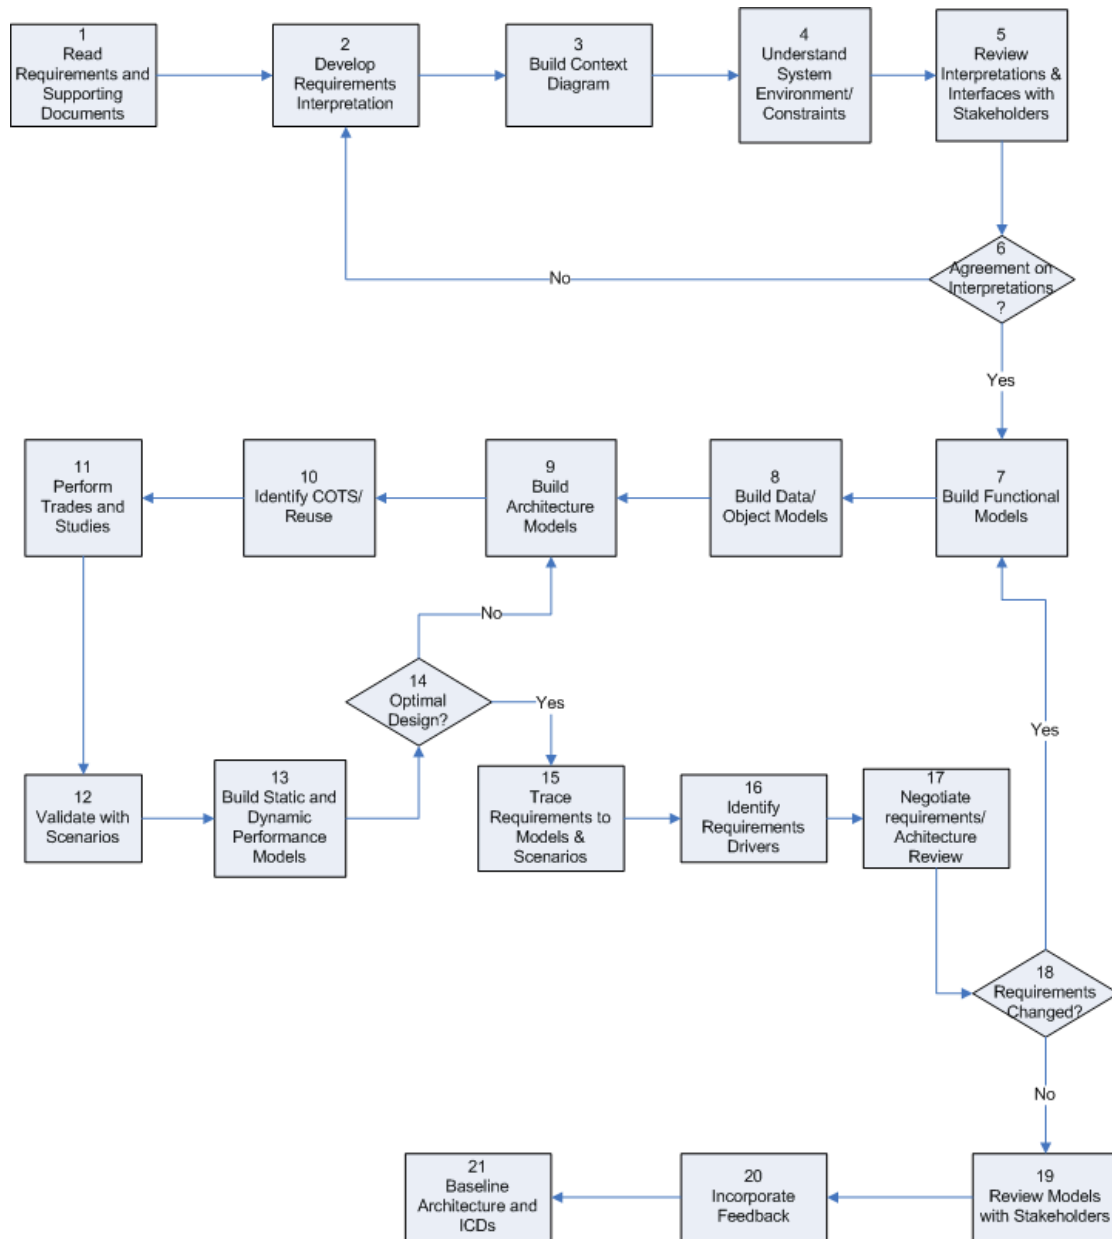 1
Read
Requirements and
Supporting
Documents
2
Develop
Requirements
Interpretation
3
Build Context
Diagram
4
Understand
System
Environment/
Constraints
5
Review
Interpretations &
Interfaces with
Stakeholders
6
Agreement on
Interpretations
?
No
Yes
11
Perform
Trades and
Studies
10
Identify COTS/
Reuse
9
Build
Architecture
Models
8
Build Data/
Object Models
7
Build Functional
Models
No
14
Optimal
Design?
Yes
Yes
12
Validate with
Scenarios
13
Build Static and
Dynamic
Performance
Models
15
Trace
Requirements to
Models &
Scenarios
16
Identify
Requirements
Drivers
17
Negotiate
requirements/
Achitecture
Review
18
Requirements
Changed?
No
21
Baseline
Architecture and
ICDs
20
Incorporate
Feedback
19
Review Models
with Stakeholders